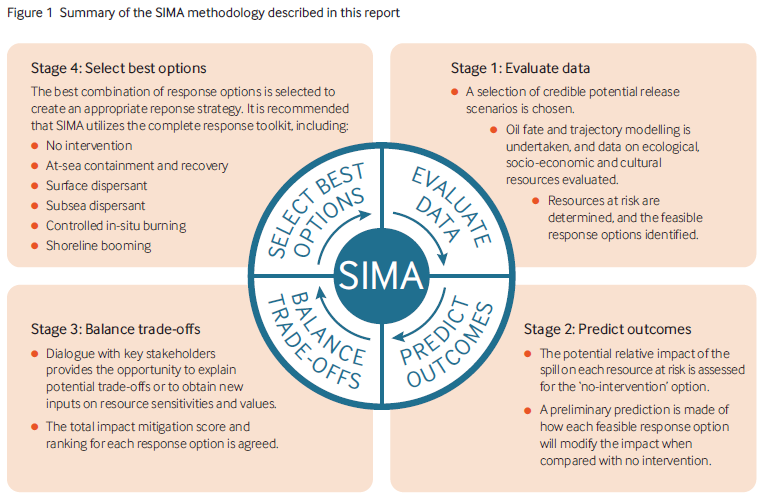 Figure 1 Summary of the SIMA methodology described in this report
Stage 4: Select best options
The best combination of response options is selected to
create an appropriate reponse strategy. It is recommended
that SIMA utilizes the complete response toolkit, including:
No intervention
At-sea containment and recovery
Surface dispersant
Subsea dispersant
Controlled in-situ burning
Shoreline booming
Stage 1: Evaluate data
A selection of credible potential release
scenarios is chosen.
Oil fate and trajectory modelling is
undertaken, and data on ecological,
socio-economic and cultural
resources evaluated.
Resources at risk are
determined, and the feasible
response options identified.
SELECT BEST
OPTIONS
EVALUATE
DATA
SIMA
BALANCE
TRADE-OFFS
PREDICT
OUTCOMES
Stage 3: Balance trade-offs
Dialogue with key stakeholders
provides the opportunity to explain
potential trade-offs or to obtain new
inputs on resource sensitivities and values.
The total impact mitigation score and
ranking for each response option is agreed.
Stage 2: Predict outcomes
The potential relative impact of the
spill on each resource at risk is assessed
for the 'no-intervention' option.
A preliminary prediction is made of
how each feasible response option
will modify the impact when
compared with no intervention.